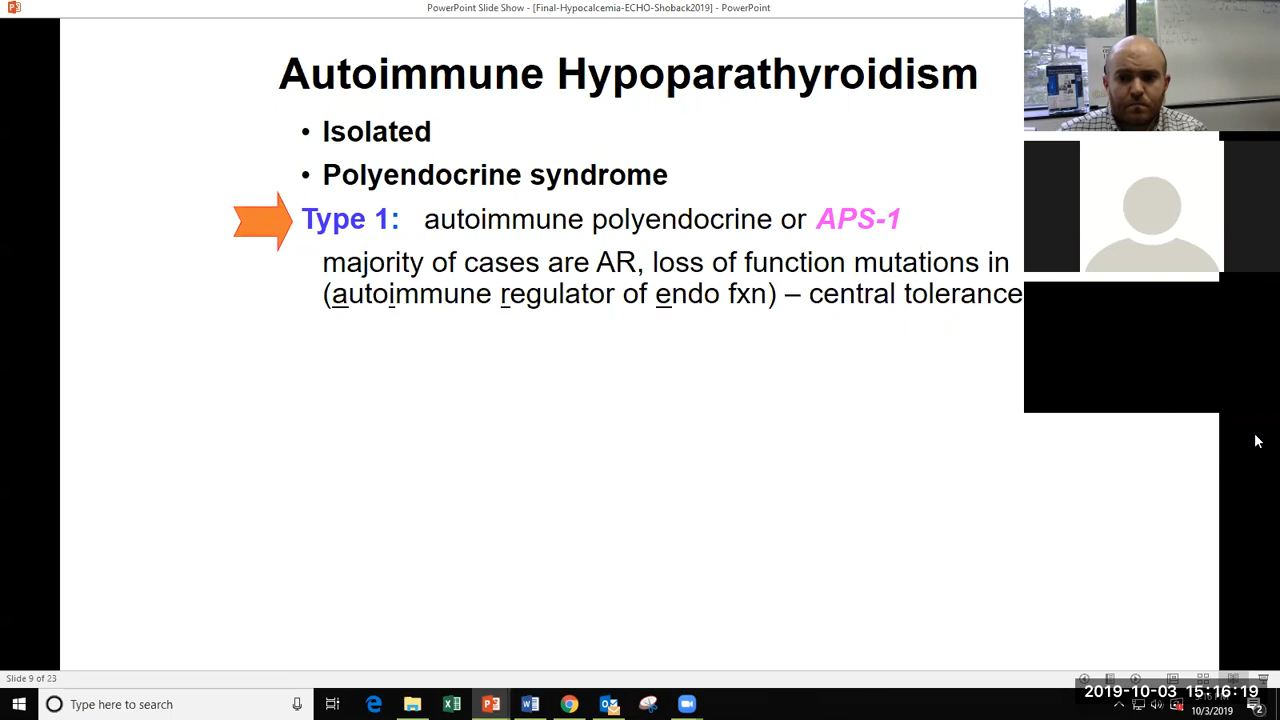 PowerPoint Slide Show - [Final-Hypocalcemia-ECHO-Shoback2019] - PowerPoint
Autoimmune Hypoparathyroidism
• Isolated
• Polyendocrine syndrome
Type 1: autoimmune polyendocrine or APS-1
majority of cases are AR, loss of function mutations in
(autoimmune regulator of endo fxn) – central tolerance
Slide 9 of 23
Type here to search
2019-10-03 15:16:19
10/3/2019
2